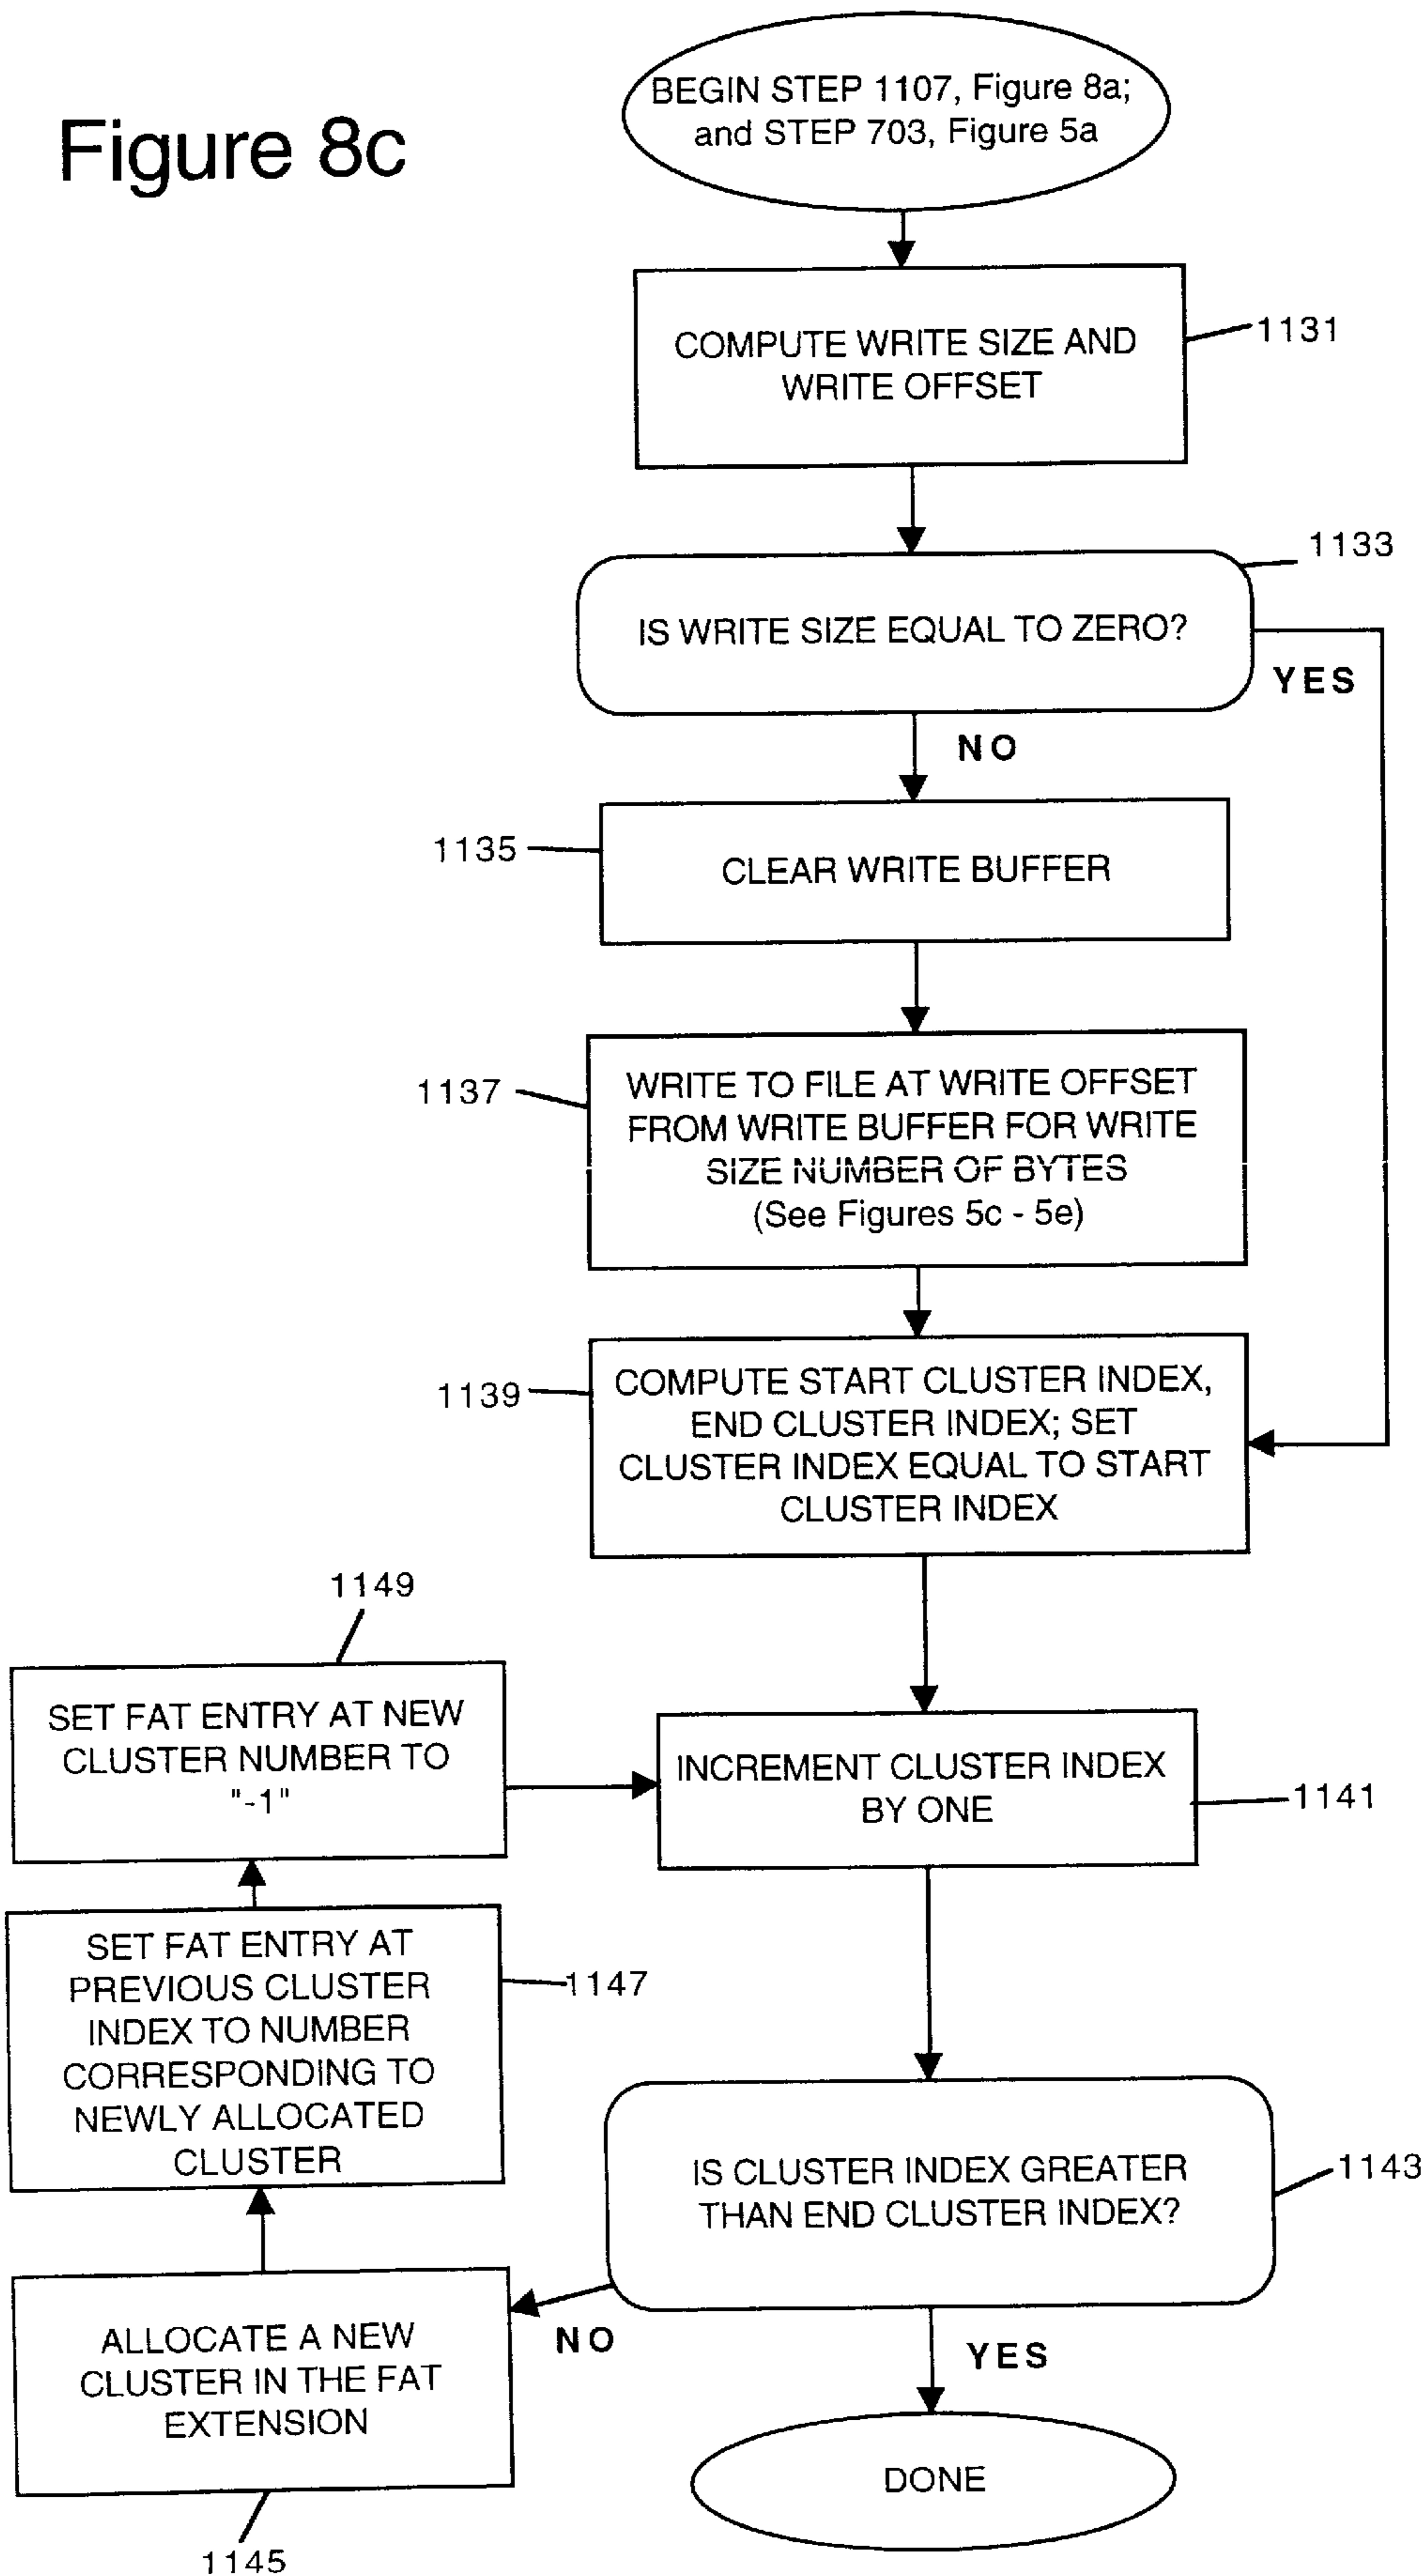 Figure 8c
BEGIN STEP 1107, Figure 8a;
and STEP 703, Figure 5a
COMPUTE WRITE SIZE AND
WRITE OFFSET
1131
1133
IS WRITE SIZE EQUAL TO ZERO?
YES
NO
1135
CLEAR WRITE BUFFER
1137
WRITE TO FILE AT WRITE OFFSET
FROM WRITE BUFFER FOR WRITE
SIZE NUMBER OF BYTES
(See Figures 5c - 5e)
1139
COMPUTE START CLUSTER INDEX,
END CLUSTER INDEX; SET
CLUSTER INDEX EQUAL TO START
CLUSTER INDEX
1149
SET FAT ENTRY AT NEW
CLUSTER NUMBER TO
"-1"
INCREMENT CLUSTER INDEX
BY ONE
1141
SET FAT ENTRY AT
PREVIOUS CLUSTER
INDEX TO NUMBER
CORRESPONDING TO
NEWLY ALLOCATED
CLUSTER
1147
IS CLUSTER INDEX GREATER
THAN END CLUSTER INDEX?
1143
NO
YES
ALLOCATE A NEW
CLUSTER IN THE FAT
EXTENSION
1145
DONE